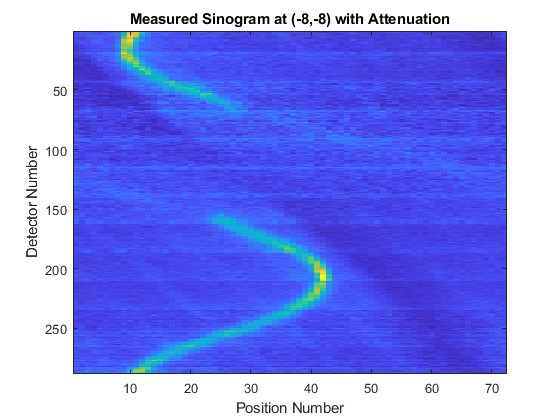 Measured Sinogram at (-8,-8) with Attenuation
50
100
150
200
250
Detector Number
10 20 30 40 50 60 70
Position Number